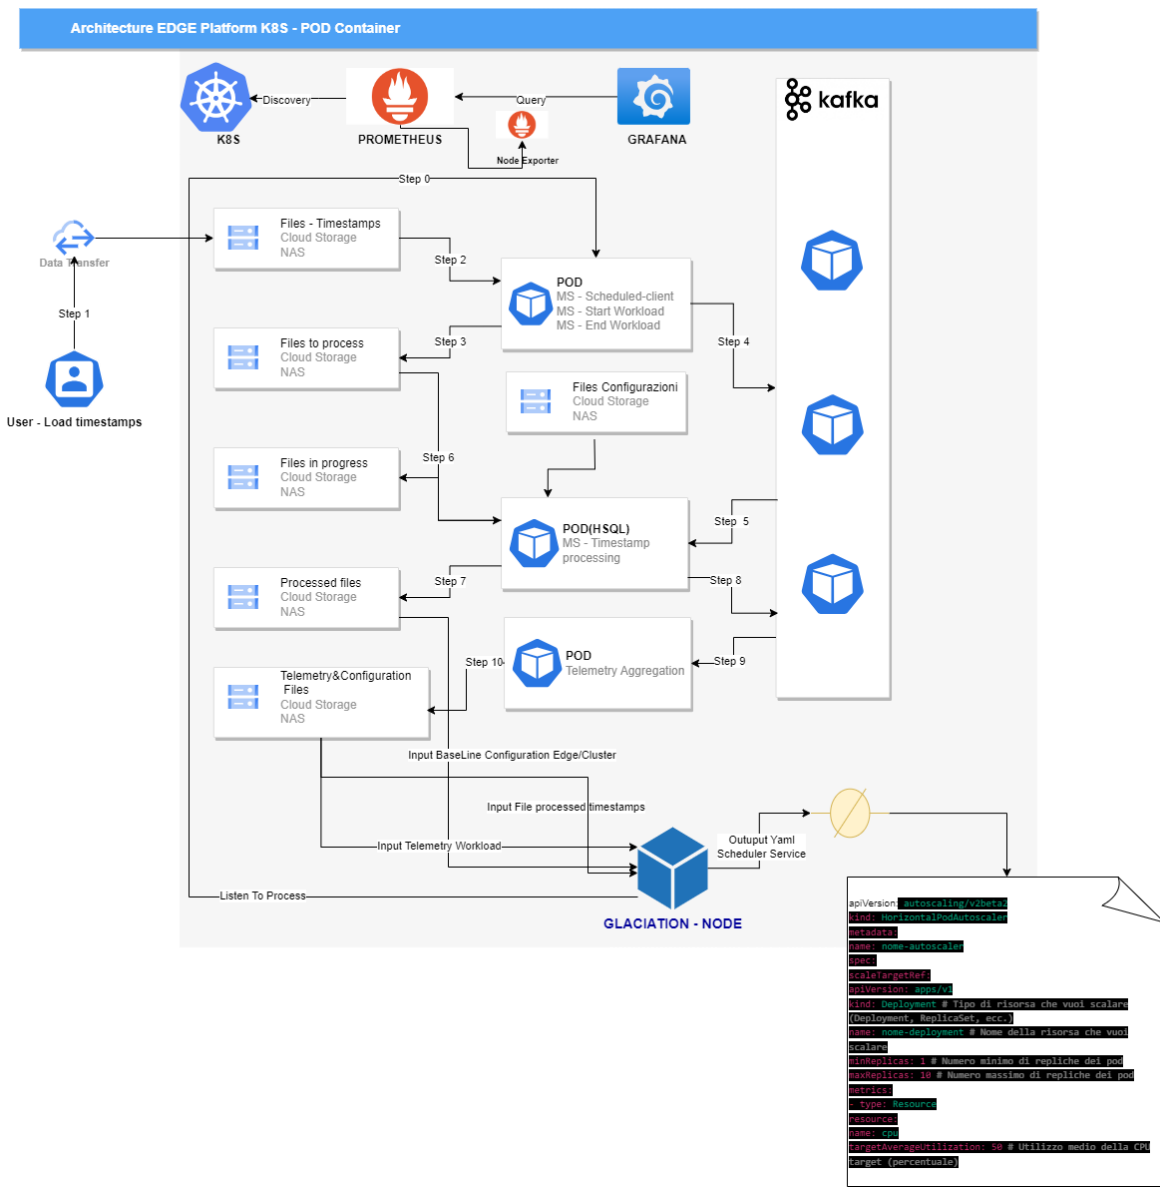 Architecture EDGE Platform K8S - POD Container
Discovery
Query
kafka
K8S
PROMETHEUS
GRAFANA
Node Exporter
Step 0
Files - Timestamps
Cloud Storage
NAS
Data Transfer
Step 2
POD
MS - Scheduled-client
MS - Start Workload
MS - End Workload
Step 1
Files to process
Cloud Storage
NAS
Step 3
Step 4
Files Configurazioni
Cloud Storage
NAS
User - Load timestamps
Files in progress
Cloud Storage
NAS
Step 6
POD(HSQL)
MS - Timestamp
processing
Step 5
Processed files
Cloud Storage
NAS
Step 7
Step 8
POD
Telemetry Aggregation
Step 10
Step 9
Telemetry&Configuration
Files
Cloud Storage
NAS
Input BaseLine Configuration Edge/Cluster
Input File processed timestamps
Input Telemetry Workload
Outuput Yaml
Scheduler Service
Listen To Process
GLACIATION - NODE
apiVersion: autoscaling/v2beta2
kind: HorizontalPodAutoscaler
metadata:
name: nome-autoscaler
spec:
scaleTargetRef:
apiVersion: apps/v1
kind: Deployment # Tipo di risorsa che vuoi scalare
(Deployment, ReplicaSet, ecc.)
name: nome-deployment # Nome della risorsa che vuoi
scalare
minReplicas: 1 # Numero minimo di repliche dei pod
maxReplicas: 10 # Numero massimo di repliche dei pod
metrics:
- type: Resource
resource:
name: cpu
targetAverageUtilization: 50 # Utilizzo medio della CPU
target (percentuale)